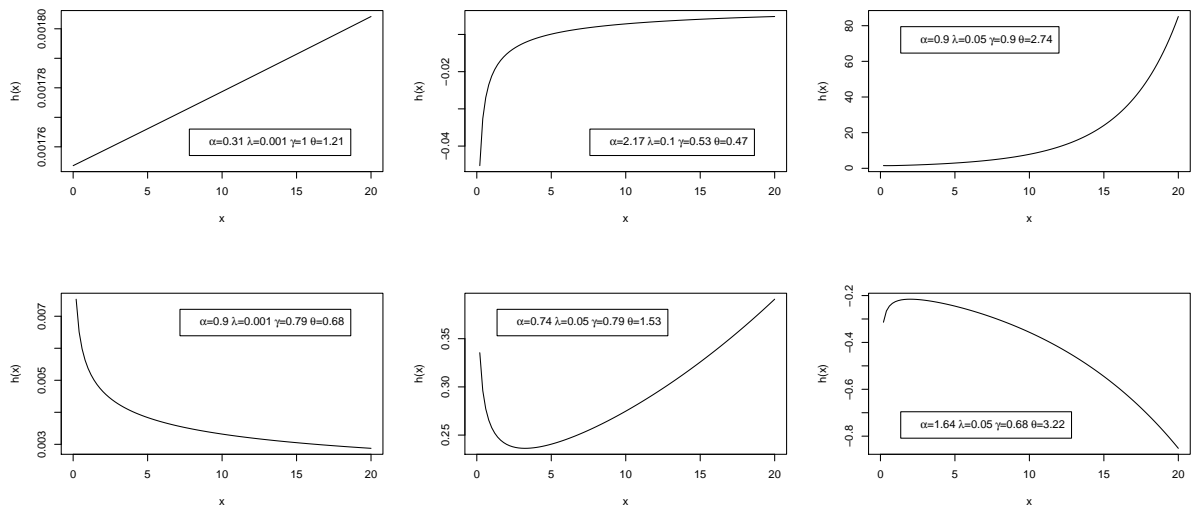 h(x)
0.00176 0.00178 0.00180
α=0.31 λ=0.001 γ=1 θ=1.21
0 5 10 15 20
x
h(x)
−0.04 −0.02
α=2.17 λ=0.1 γ=0.53 θ=0.47
0 5 10 15 20
x
h(x)
0 20 40 60 80
α=0.9 λ=0.05 γ=0.9 θ=2.74
0 5 10 15 20
x
h(x)
0.003 0.005 0.007
α=0.9 λ=0.001 γ=0.79 θ=0.68
0 5 10 15 20
x
h(x)
0.25 0.30 0.35
α=0.74 λ=0.05 γ=0.79 θ=1.53
0 5 10 15 20
x
h(x)
−0.8 −0.6 −0.4 −0.2
α=1.64 λ=0.05 γ=0.68 θ=3.22
0 5 10 15 20
x